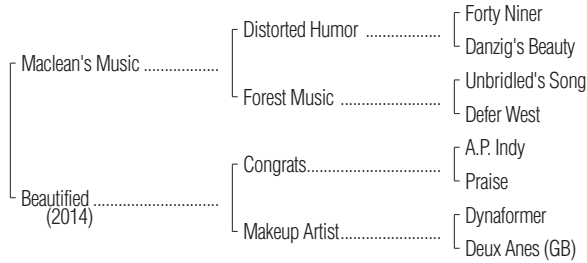 Forty Niner
Distorted Humor ..................
Danzig's Beauty
Maclean's Music ..................
Unbridled's Song
Forest Music ........................
Defer West
A.P. Indy
Congrats.................................
Praise
Beautified ..............................
(2014)
Dynaformer
Makeup Artist........................
Deux Anes (GB)